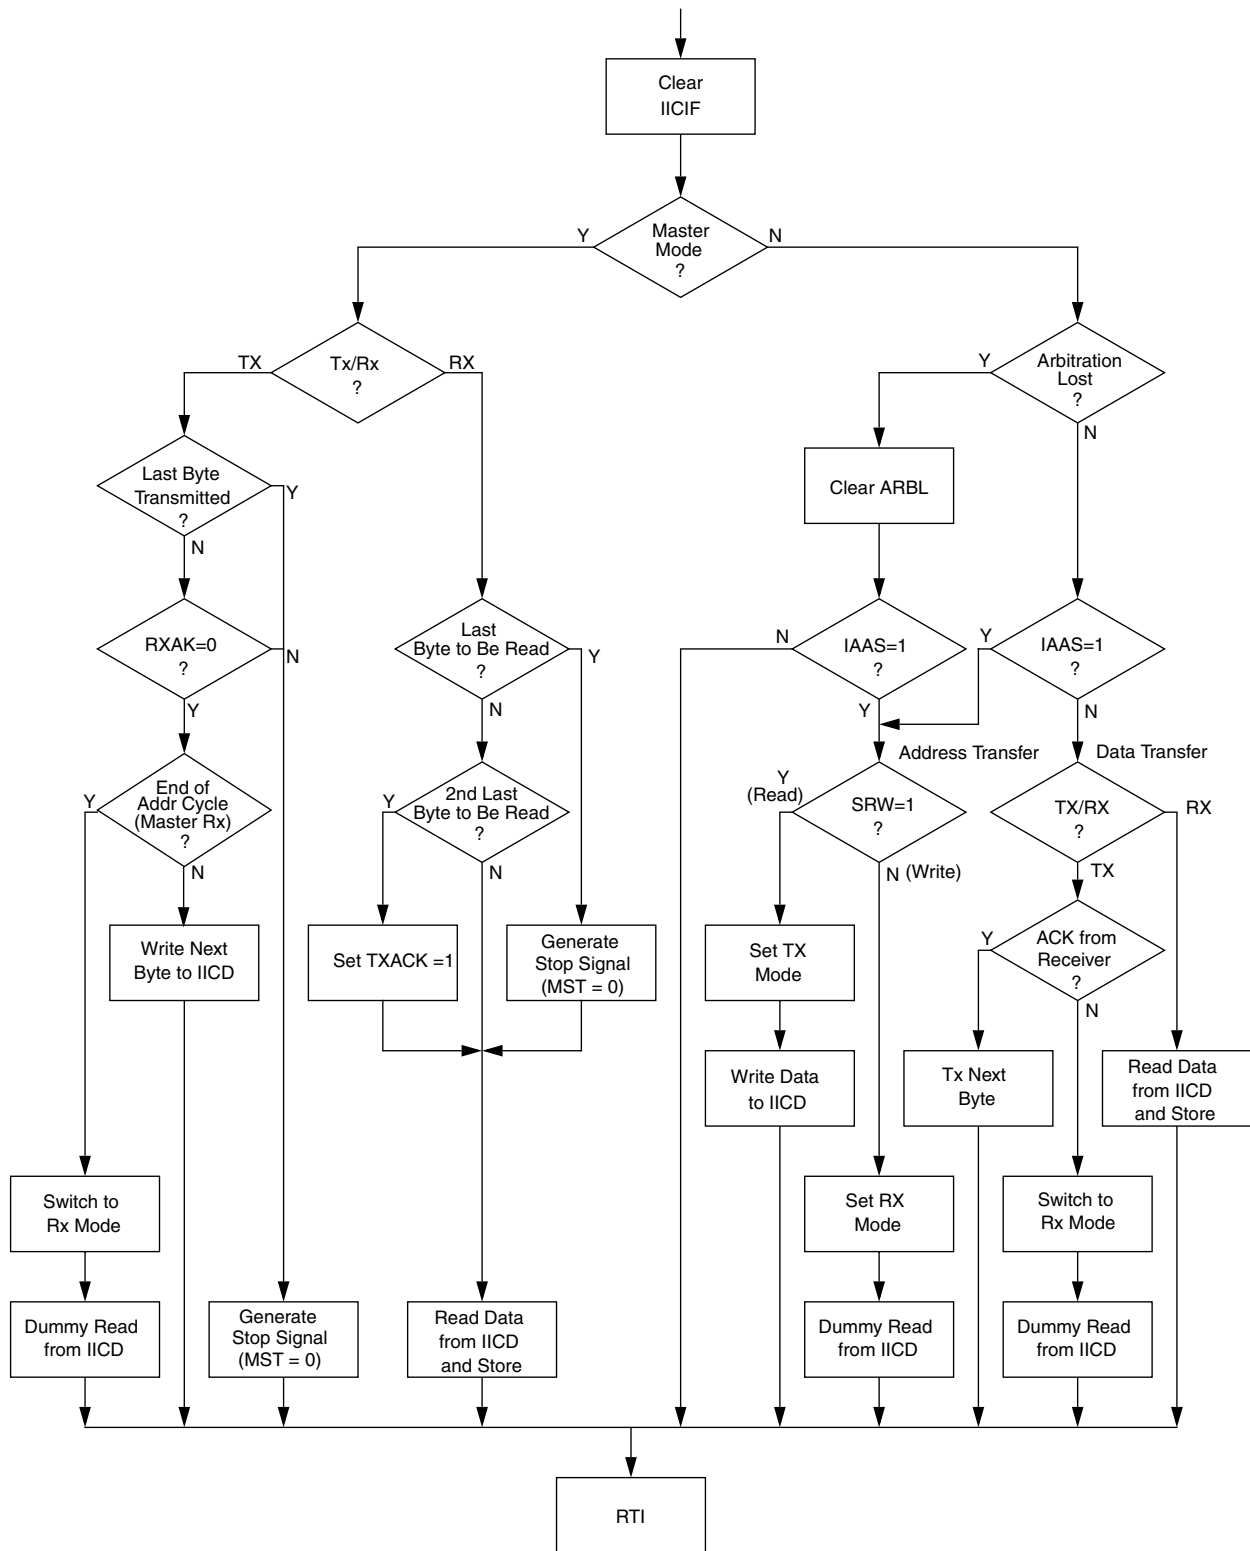 Clear
IICIF
Master
Mode
?
Y
N
Tx/Rx
?
TX
RX
Arbitration
Lost
?
Y
N
Last Byte
Transmitted
?
Y
N
Clear ARBL
RXAK=0
?
N
Y
Last
Byte to Be Read
?
Y
N
IAAS=1
?
N
Y
IAAS=1
?
Y
N
Address Transfer
Data Transfer
End of
Addr Cycle
(Master Rx)
?
Y
N
2nd Last
Byte to Be Read
?
Y
N
Y
(Read)
SRW=1
?
N (Write)
TX/RX
?
RX
TX
Write Next
Byte to IICD
Set TXACK =1
Generate
Stop Signal
(MST = 0)
Set TX
Mode
ACK from
Receiver
?
Y
N
Write Data
to IICD
Tx Next
Byte
Read Data
from IICD
and Store
Switch to
Rx Mode
Set RX
Mode
Switch to
Rx Mode
Dummy Read
from IICD
Generate
Stop Signal
(MST = 0)
Read Data
from IICD
and Store
Dummy Read
from IICD
Dummy Read
from IICD
RTI